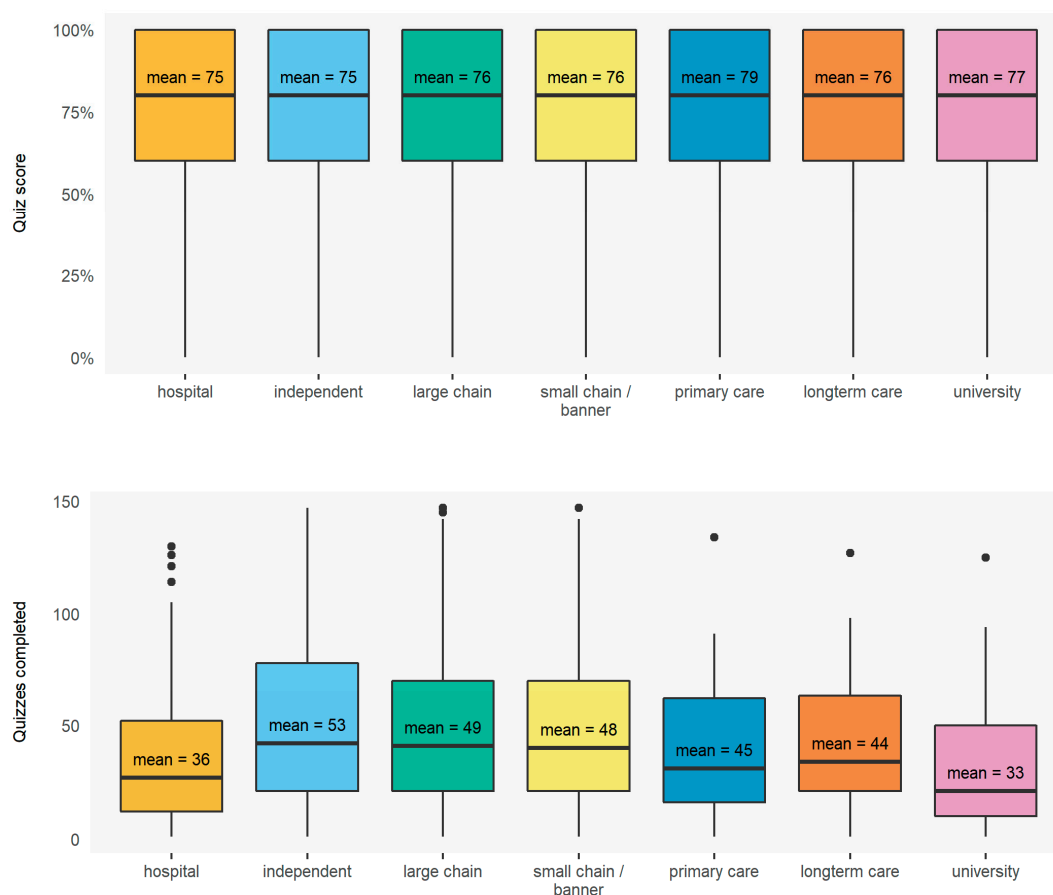 100%
75%
50%
25%
0%
Quiz score
mean = 75
mean = 75
mean = 76
mean = 76
mean = 79
mean = 76
mean = 77
hospital
independent
large chain
small chain /
banner
primary care
longterm care
university
150
100
50
0
Quizzes completed
mean = 36
mean = 53
mean = 49
mean = 48
mean = 45
mean = 44
mean = 33
hospital
independent
large chain
small chain /
banner
primary care
longterm care
university